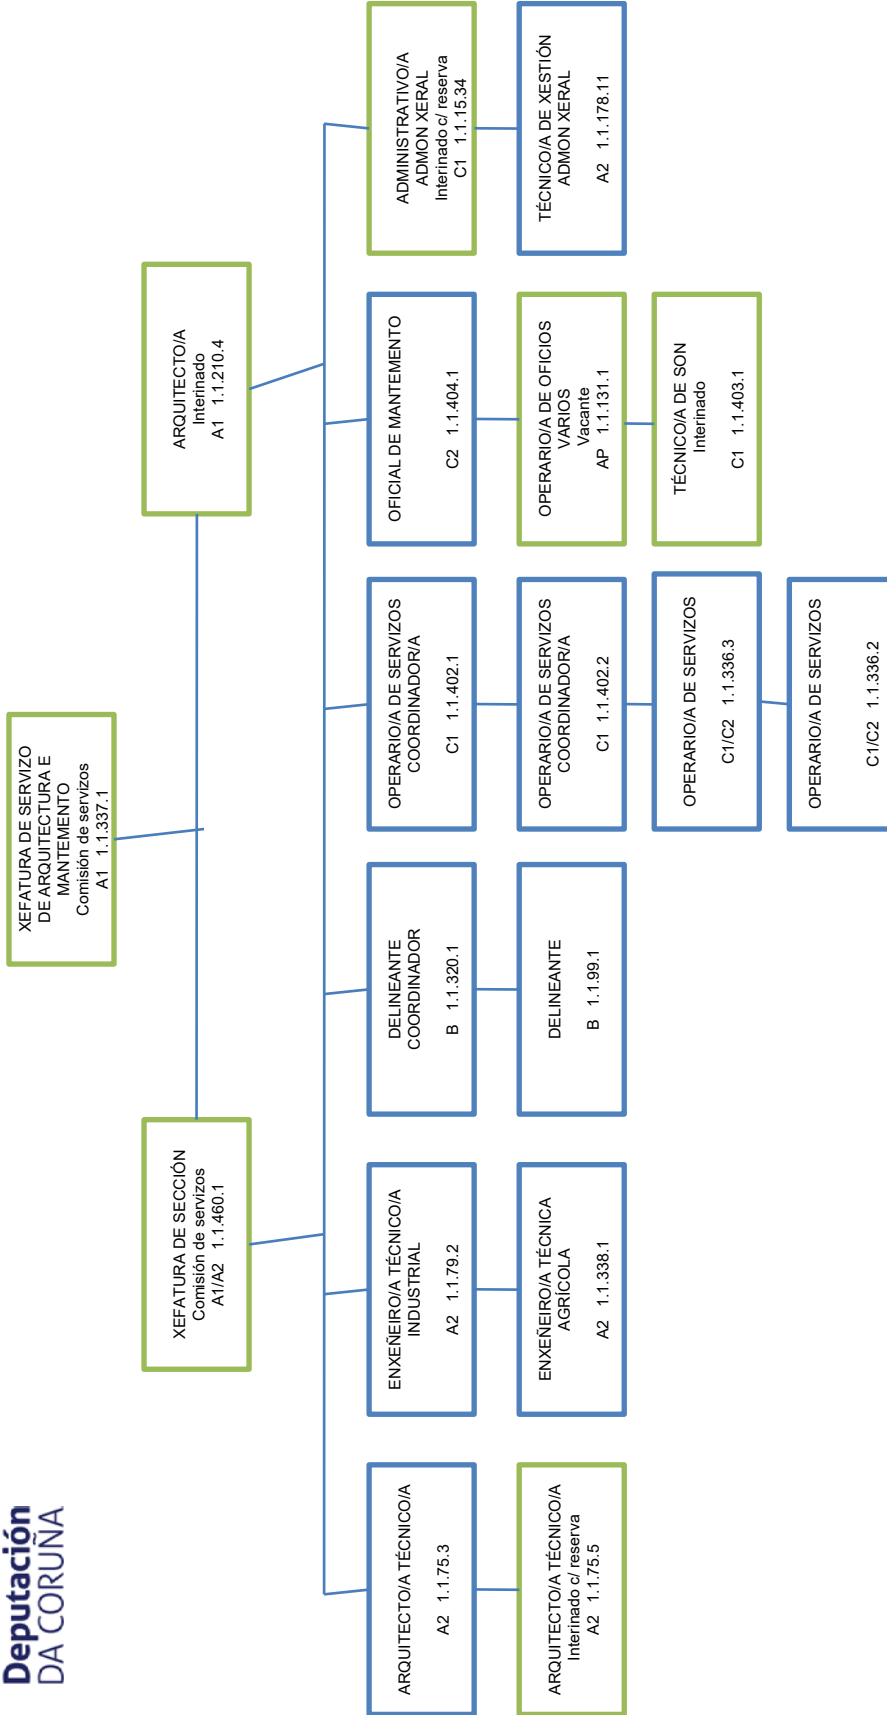 Deputación
DA CORUÑA
XEFATURA DE SERVIZO
DE ARQUITECTURA E
MANTEMENTO
Comisión de servizos
A1 1.1.337.1
XEFATURA DE SECCIÓN
Comisión de servizos
A1/A2 1.1.460.1
ARQUITECTO/A
Interinado
A1 1.1.210.4
ARQUITECTO/A TÉCNICO/A
A2 1.1.75.3
ENXEÑEIRO/A TÉCNICO/A
INDUSTRIAL
A2 1.1.79.2
DELINEANTE
COORDINADOR
B 1.1.320.1
OPERARIO/A DE SERVIZOS
COORDINADOR/A
C1 1.1.402.1
OFICIAL DE MANTEMENTO
C2 1.1.404.1
ADMINISTRATIVO/A
ADMON XERAL
Interinado c/ reserva
C1 1.1.15.34
ARQUITECTO/A TÉCNICO/A
Interinado c/ reserva
A2 1.1.75.5
ENXEÑEIRO/A TÉCNICA
AGRÍCOLA
A2 1.1.338.1
DELINEANTE
B 1.1.99.1
OPERARIO/A DE SERVIZOS
COORDINADOR/A
C1 1.1.402.2
OPERARIO/A DE OFICIOS
VARIOS
Vacante
AP 1.1.131.1
TÉCNICO/A DE XESTIÓN
ADMON XERAL
A2 1.1.178.11
OPERARIO/A DE SERVIZOS
C1/C2 1.1.336.3
TÉCNICO/A DE SON
Interinado
C1 1.1.403.1
OPERARIO/A DE SERVIZOS
C1/C2 1.1.336.2